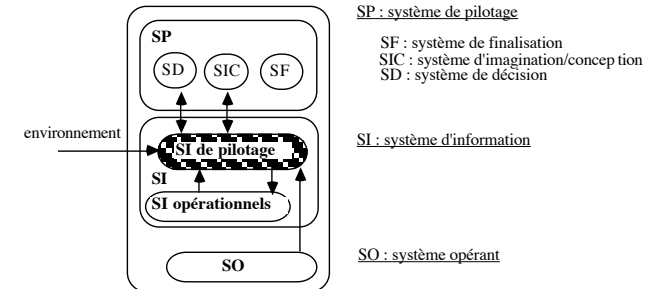 SP : système de pilotage
SP
SF : système de finalisation
SIC : système d'imagination/concep tion
SD : système de décision
SD
SIC
SF
environnement
SI de pilotage
SI : système d'information
SI
SI opérationnels
SO : système opérant
SO